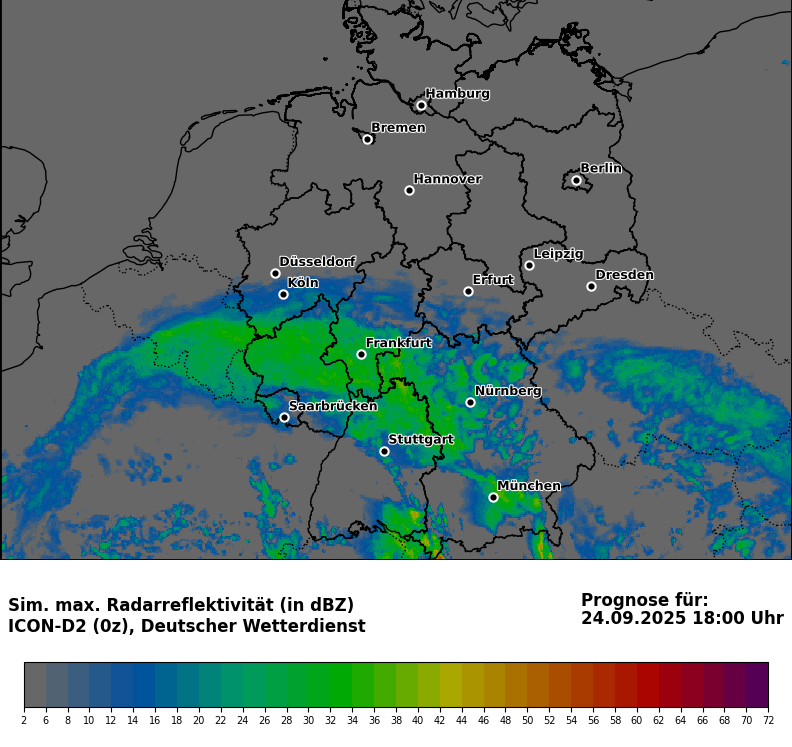 Hamburg
Bremen
Berlin
Hannover
Leipzig
Düsseldorf
Dresden
Köln
Erfurt
Frankfurt
Nürnberg
Saarbrücken
Stuttgart
München
Sim. max. Radarreflektivität (in dBZ)
ICON-D2 (0z), Deutscher Wetterdienst
Prognose für:
24.09.2025 18:00 Uhr
2 6 8 10 12 14 16 18 20 22 24 26 28 30 32 34 36 38 40 42 44 46 48 50 52 54 56 58 60 62 64 66 70 72